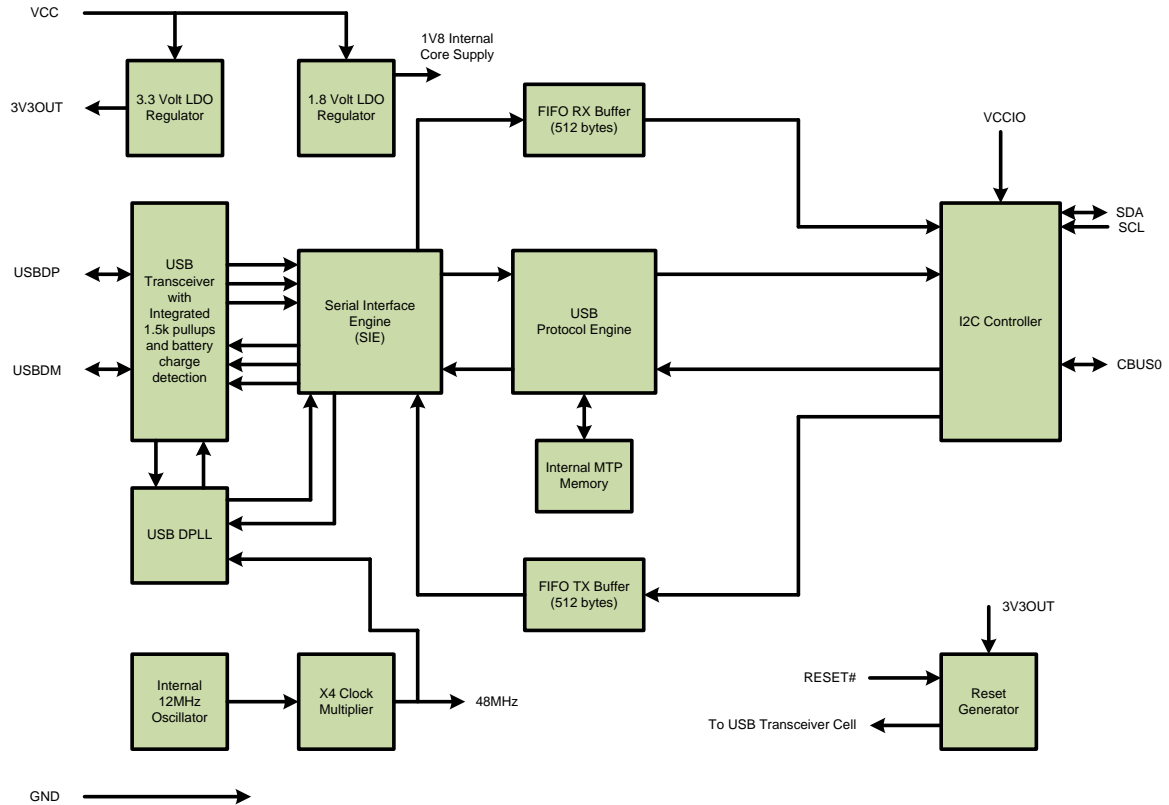 VCC
1V8 Internal
Core Supply
3.3 Volt LDO
Regulator
1.8 Volt LDO
Regulator
3V3OUT
FIFO RX Buffer
(512 bytes)
VCCIO
USBDP
USBDM
USB
Transceiver
with
Integrated
1.5k pullups
and battery
charge
detection
Serial Interface
Engine
(SIE)
USB
Protocol Engine
I2C Controller
SDA
SCL
CBUS0
Internal MTP
Memory
USB DPLL
FIFO TX Buffer
(512 bytes)
Internal
12MHz
Oscillator
X4 Clock
Multiplier
48MHz
3V3OUT
RESET#
Reset
Generator
To USB Transceiver Cell
GND